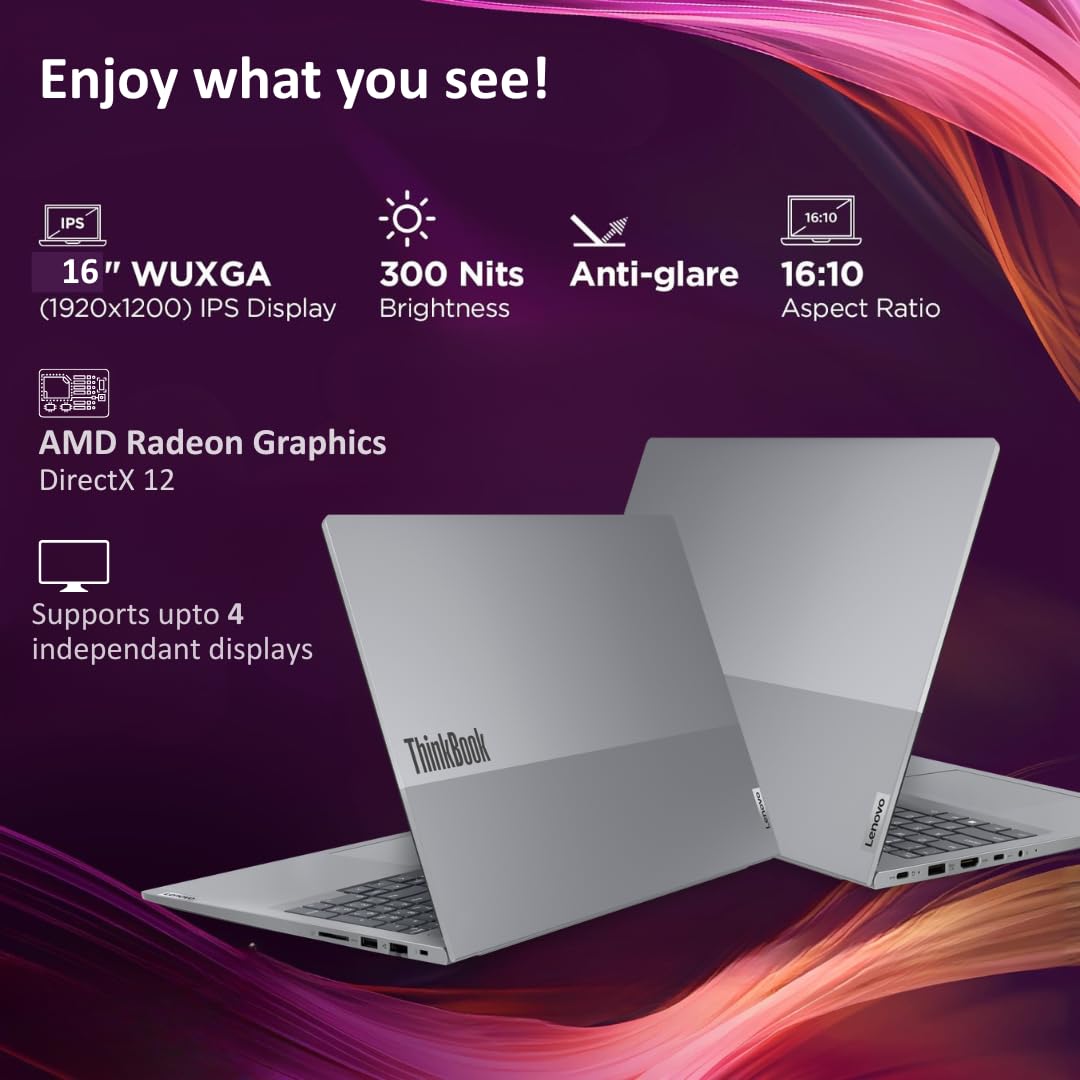 Enjoy what you see!
IPS
16" WUXGA
(1920x1200) IPS Display
300 Nits
Brightness
Anti-glare
16:10
16:10
Aspect Ratio
AMD Radeon Graphics
DirectX 12
Supports upto 4
independant displays
ThinkBook
Lenovo
Lenovo
Lenovo